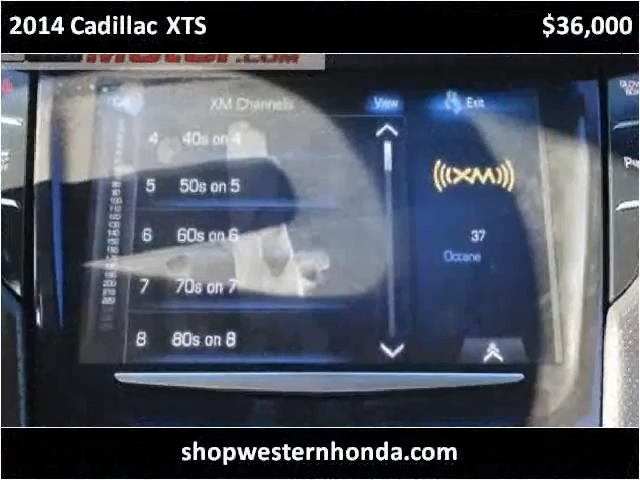 2014 Cadillac XTS
$36,000
XM Channels
View
Exit
4 40s on 4
5 50s on 5
6 60s on 6
7 70s on 7
8 80s on 8
(((XM)))
37
Octane
shopwesternhonda.com